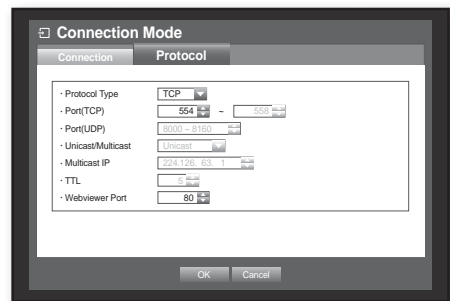 Connection Mode
Connection Protocol
· Protocol Type TCP
· Port(TCP) 554 ~ 558
· Port(UDP) 8000 ~ 8160
· Unicast/Multicast Unicast
· Multicast IP 224.126. 63. 1
· TTL 5
· Webviewer Port 80
OK Cancel